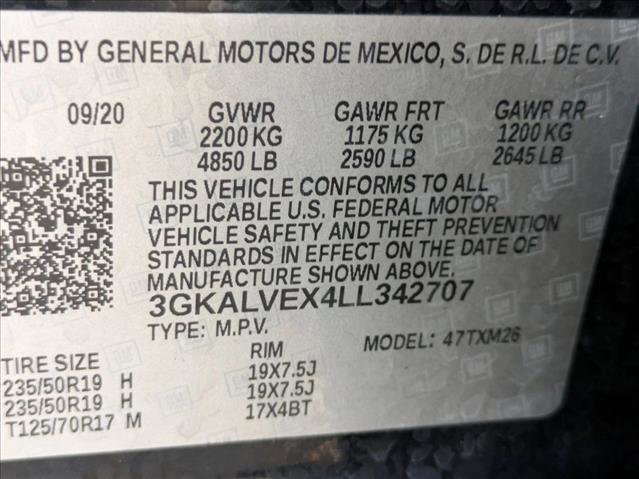 MFD BY GENERAL MOTORS DE MEXICO, S. DE R.L. DE C.V.
09/20 GVWR GAWR FRT GAWR RR
2200 KG 1175 KG 1200 KG
4850 LB 2590 LB 2645 LB
THIS VEHICLE CONFORMS TO ALL
APPLICABLE U.S. FEDERAL MOTOR
VEHICLE SAFETY AND THEFT PREVENTION
STANDARDS IN EFFECT ON THE DATE OF
MANUFACTURE SHOWN ABOVE.
3GKALVEX4LL342707
TYPE: M.P.V. MODEL: 47TXM26
TIRE SIZE RIM
235/50R19 H 19X7.5J
235/50R19 H 19X7.5J
T125/70R17 M 17X4BT